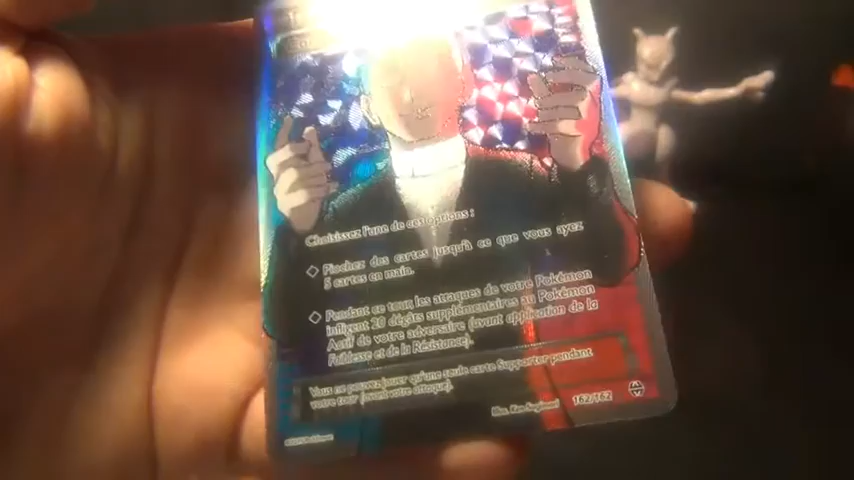 Choisissez l'une de ces options :
Piochez des cartes jusqu'à ce que vous ayez
5 cartes en main.
Pendant ce tour, les attaques de votre Pokémon
infligent 20 dégâts supplémentaires au Pokémon
Actif de votre adversaire (avant application de la
Faiblesse et de la Résistance).
Vous ne pouvez jouer qu'une seule carte Supporter pendant
votre tour (avant votre attaque).
Illus. Ken Sugimori
162/162